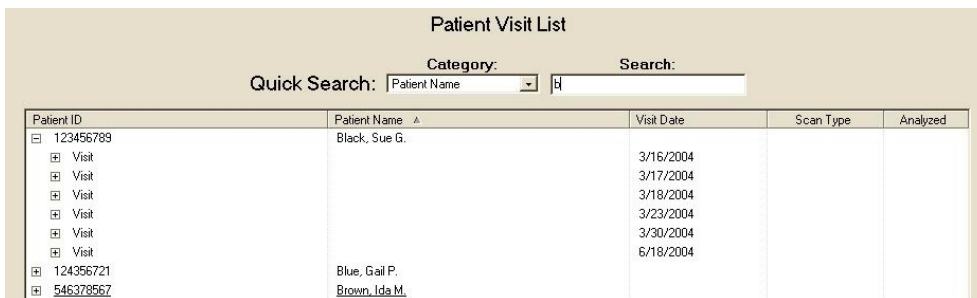 Patient Visit List
Category: Search:
Quick Search: Patient Name b
Patient ID Patient Name Visit Date Scan Type Analyzed
123456789 Black, Sue G.
Visit 3/16/2004
Visit 3/17/2004
Visit 3/18/2004
Visit 3/23/2004
Visit 3/30/2004
Visit 6/18/2004
124356721 Blue, Gail P.
546378567 Brown, Ida M.